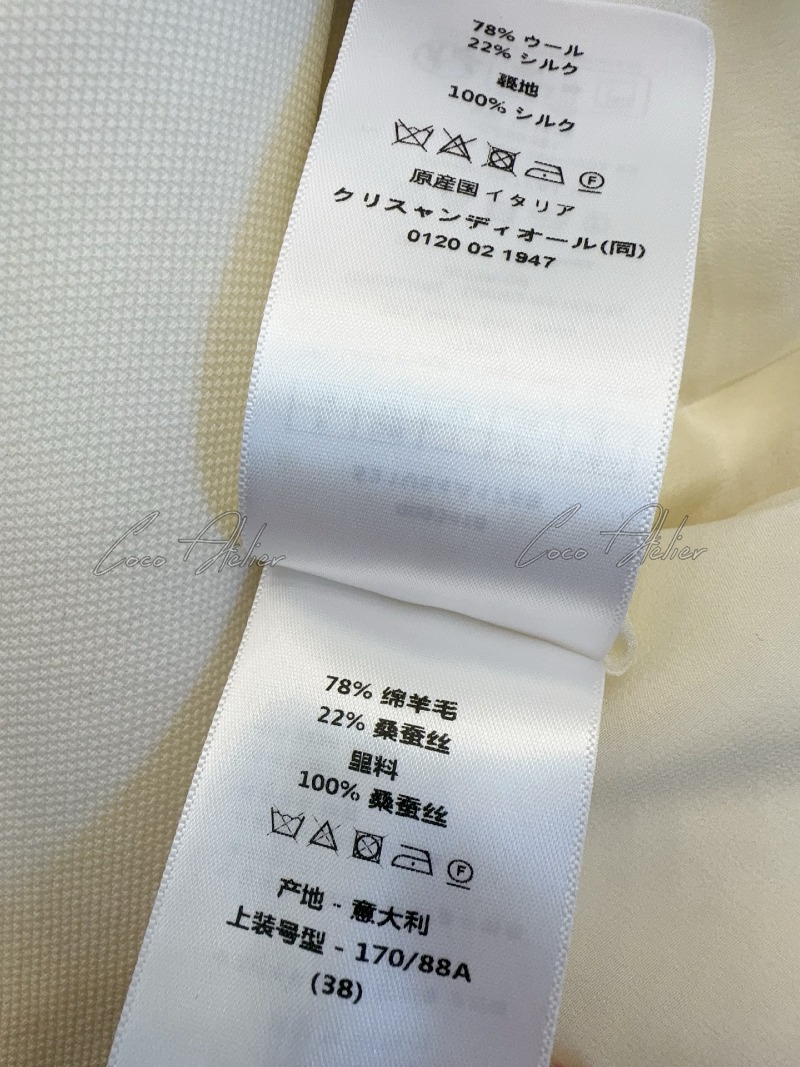 78% ウール
22% シルク
裏地
100% シルク
F
原産国 イタリア
クリスャンディオール(同)
0120 02 1947
Coco Atelier
Coco Atelier
78% 绵羊毛
22% 桑蚕丝
里料
100% 桑蚕丝
F
产地 - 意大利
上装号型 - 170/88A
(38)